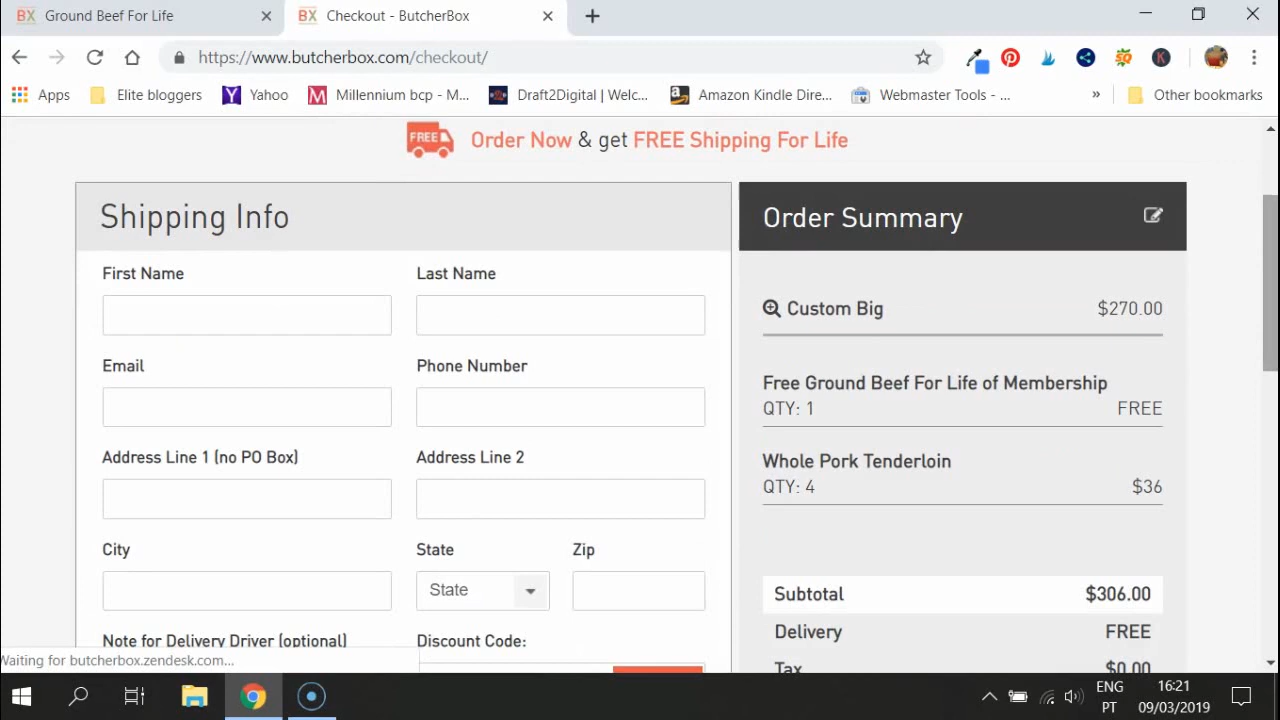 BX Ground Beef For Life
BX Checkout - ButcherBox
https://www.butcherbox.com/checkout/
Apps
Elite bloggers
Yahoo
Millennium bcp - M...
Draft2Digital | Welc...
Amazon Kindle Dire...
Webmaster Tools - ...
»
Other bookmarks
FREE
Order Now & get FREE Shipping For Life
Shipping Info
First Name
Last Name
Email
Phone Number
Address Line 1 (no PO Box)
Address Line 2
City
State
Zip
State
Note for Delivery Driver (optional)
Discount Code:
Order Summary
Custom Big $270.00
Free Ground Beef For Life of Membership
QTY: 1 FREE
Whole Pork Tenderloin
QTY: 4 $36
Subtotal $306.00
Delivery FREE
Tax $0.00
Waiting for butcherbox.zendesk.com...
ENG
PT
16:21
09/03/2019